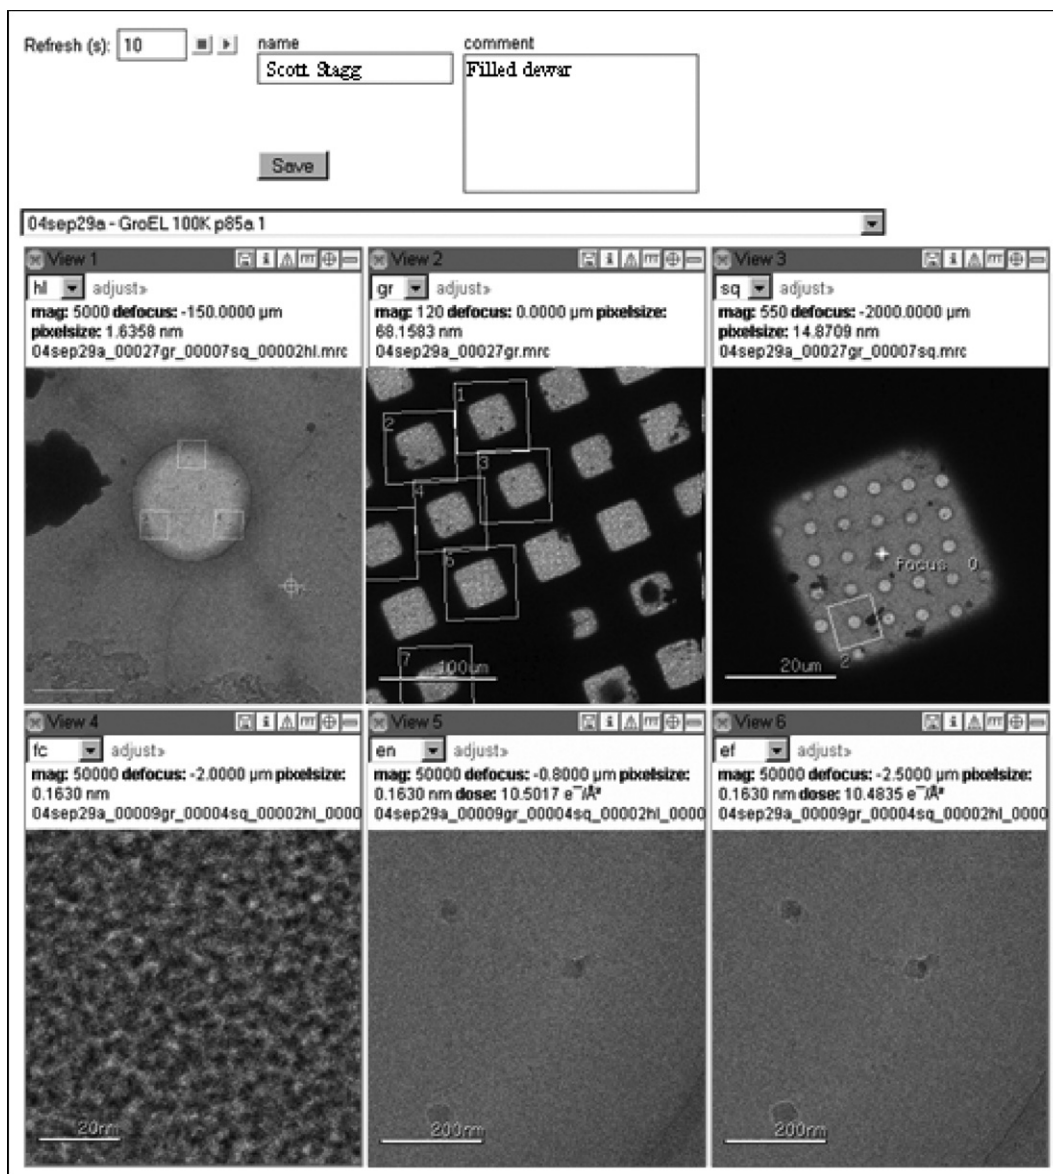 Refresh (s): 10
name
comment
Scott Stagg
Filled dewar
Save
04sep29a - GroEL 100K p85a 1
View 1
hl adjust»
mag: 5000 defocus: -150.0000 µm
pixelsize: 1.6358 nm
04sep29a_00027gr_00007sq_00002hl.mrc
View 2
gr adjust»
mag: 120 defocus: 0.0000 µm pixelsize:
68.1583 nm
04sep29a_00027gr.mrc
1
2
3
4
7
100um
View 3
sq adjust»
mag: 550 defocus: -2000.0000 µm
pixelsize: 14.8709 nm
04sep29a_00027gr_00007sq.mrc
Focus 0
2
20um
View 4
fc adjust»
mag: 50000 defocus: -2.0000 µm pixelsize:
0.1630 nm
04sep29a_00009gr_00004sq_00002hl_0000
20nm
View 5
en adjust»
mag: 50000 defocus: -0.8000 µm pixelsize:
0.1630 nm dose: 10.5017 e¯/Å²
04sep29a_00009gr_00004sq_00002hl_0000
200nm
View 6
ef adjust»
mag: 50000 defocus: -2.5000 µm pixelsize:
0.1630 nm dose: 10.4835 e¯/Å²
04sep29a_00009gr_00004sq_00002hl_0000
200nm